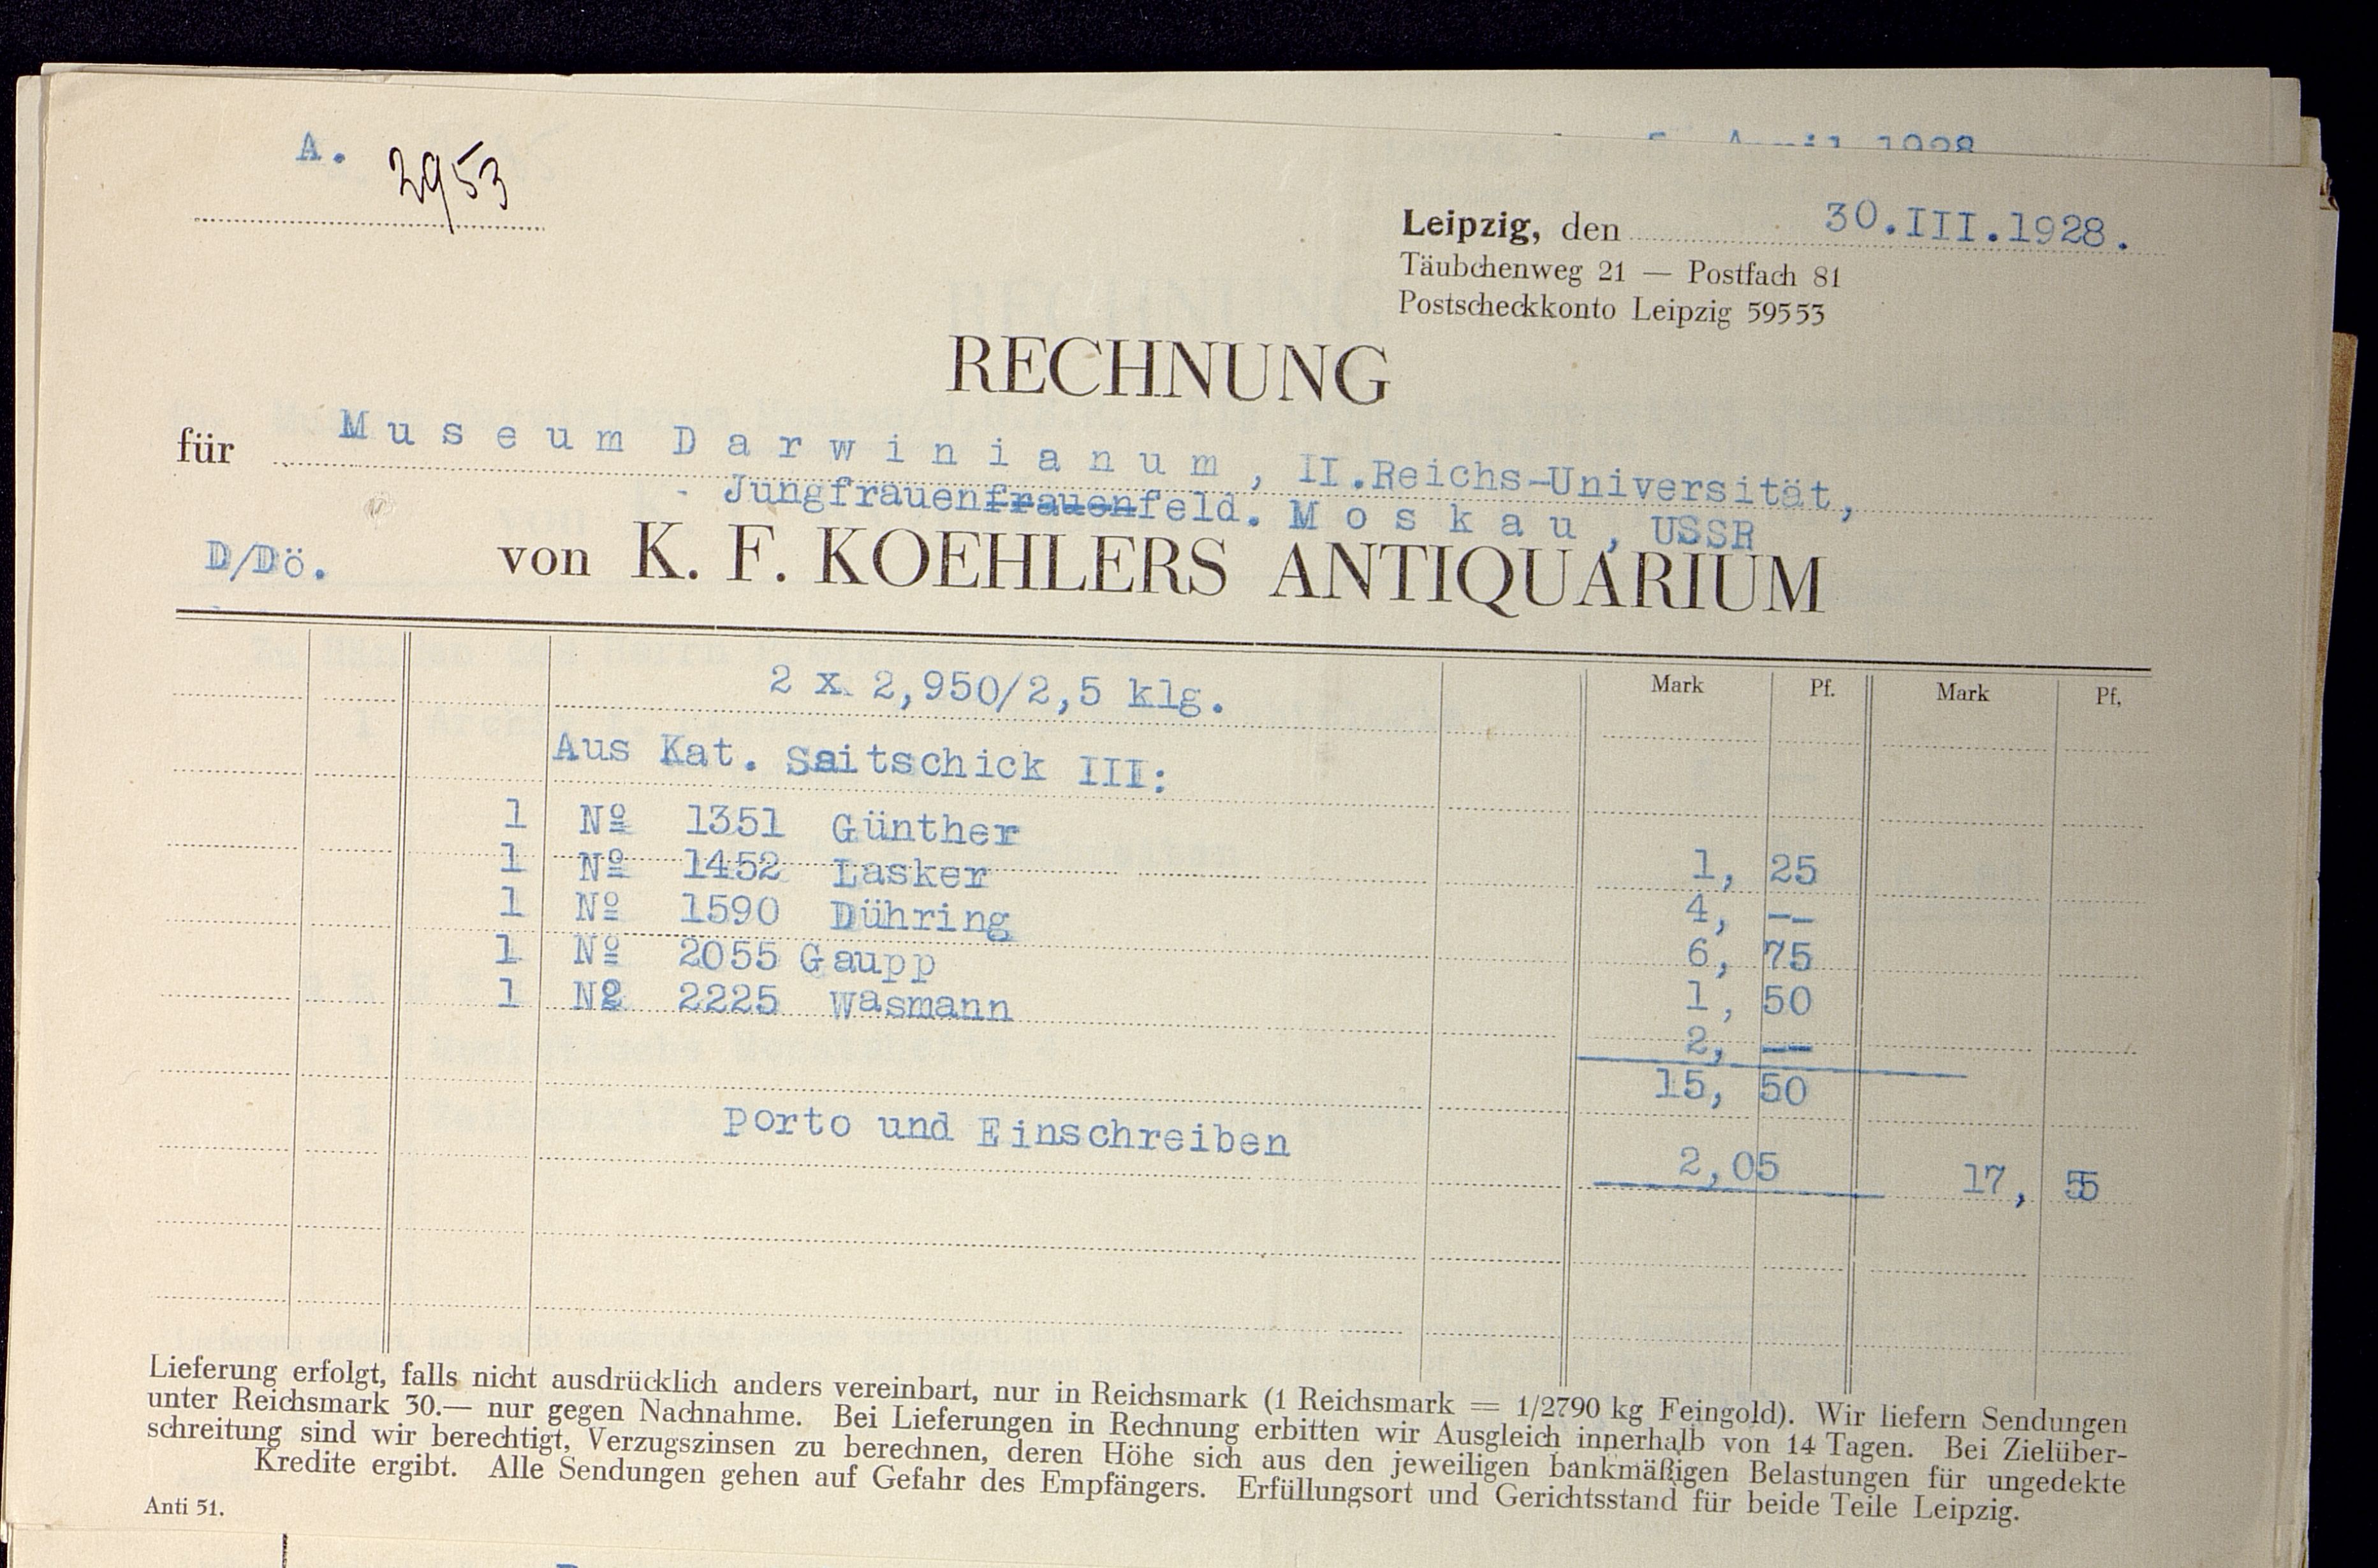 A. 2953
Leipzig, den 30.III.1928.
Täubchenweg 21 — Postfach 81
Postscheckkonto Leipzig 59553
RECHNUNG
für Museum Darwinianum, II.Reichs-Universität,
Jungfrauenfrauenfeld. Moskau, USSR
D/Dö. von K. F. KOEHLERS ANTIQUARIUM
Mark Pf. Mark Pf,
2 x 2,950/2,5 klg.
Aus Kat. Saitschick III:
1 Nº 1351 Günther 1, 25
1 Nº 1452 Lasker 4, --
1 Nº 1590 Dühring 6, 75
1 Nº 2055 Gaupp 1, 50
1 Nº 2225 Wasmann 2, --
15, 50
Porto und Einschreiben 2,05 17, 55
Lieferung erfolgt, falls nicht ausdrücklich anders vereinbart, nur in Reichsmark (1 Reichsmark = 1/2790 kg Feingold). Wir liefern Sendungen
unter Reichsmark 30.— nur gegen Nachnahme. Bei Lieferungen in Rechnung erbitten wir Ausgleich innerhalb von 14 Tagen. Bei Zielüber-
schreitung sind wir berechtigt, Verzugszinsen zu berechnen, deren Höhe sich aus den jeweiligen bankmäßigen Belastungen für ungedekte
Kredite ergibt. Alle Sendungen gehen auf Gefahr des Empfängers. Erfüllungsort und Gerichtsstand für beide Teile Leipzig.
Anti 51.